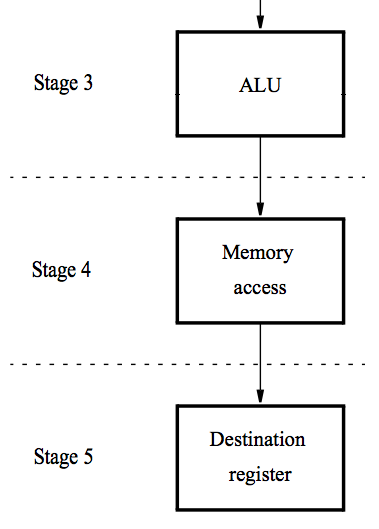 Stage 3
ALU
Stage 4
Memory
access
Stage 5
Destination
register